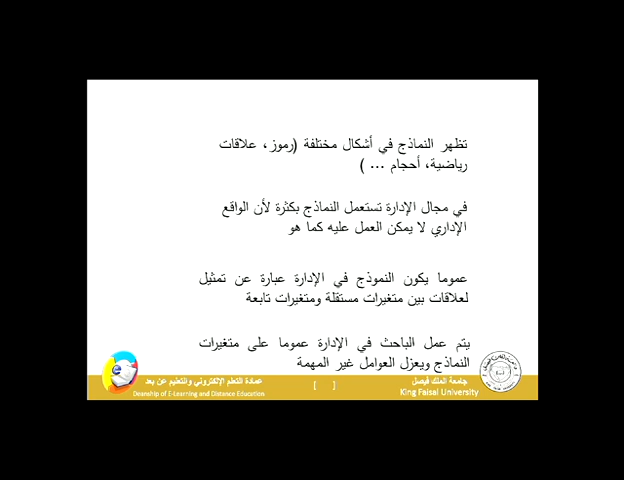 تظهر النماذج في أشكال مختلفة (رموز، علاقات
رياضية، أحجام ... )
في مجال الإدارة تستعمل النماذج بكثرة لأن الواقع
الإداري لا يمكن العمل عليه كما هو
عموما يكون النموذج في الإدارة عبارة عن تمثيل
لعلاقات بين متغيرات مستقلة ومتغيرات تابعة
يتم عمل الباحث في الإدارة عموما على متغيرات
النماذج ويعزل العوامل غير المهمة
جامعة الملك فيصل
King Faisal University
[ ]
عمادة التعلم الإلكتروني والتعليم عن بعد
Deanship of E-Learning and Distance Education